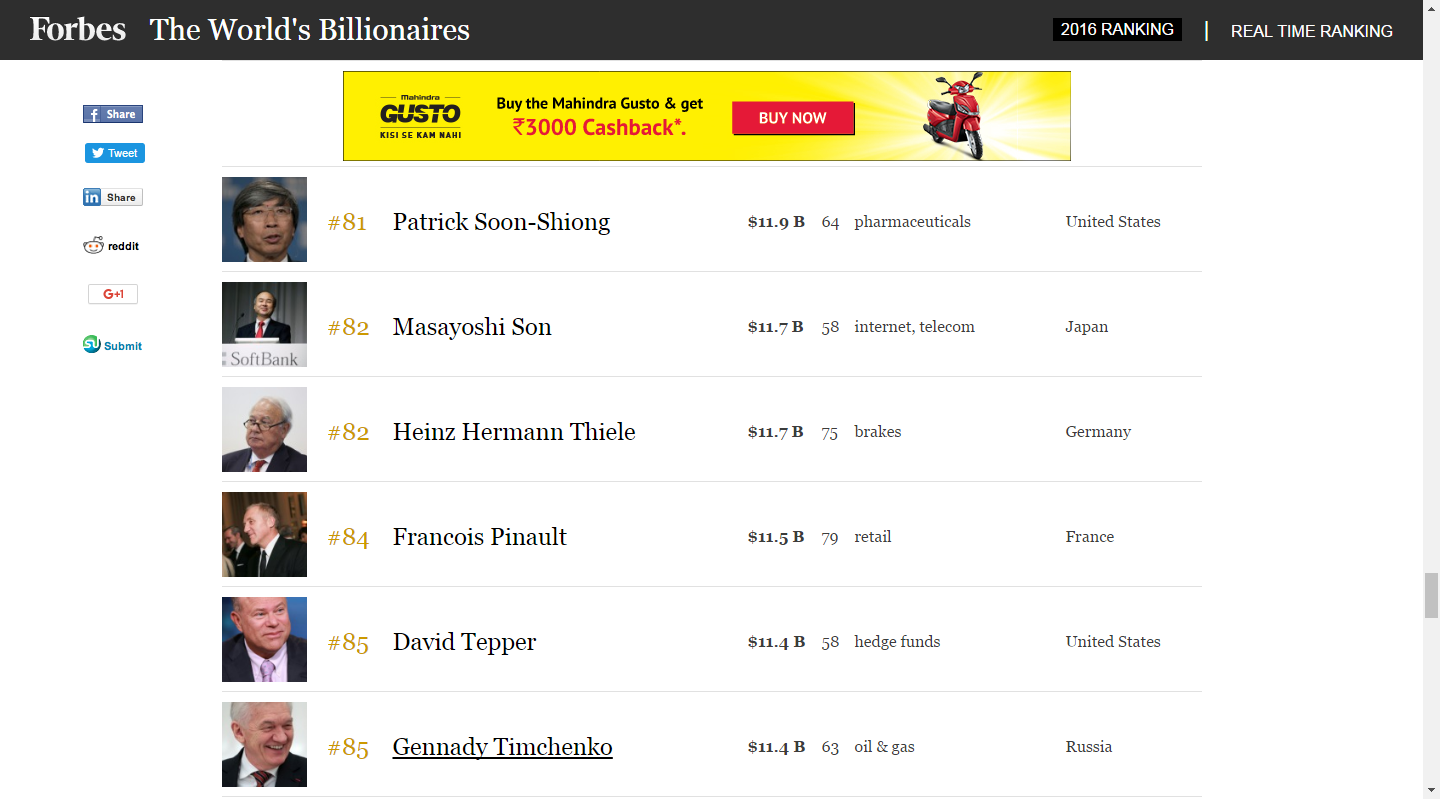 Forbes The World's Billionaires 2016 RANKING | REAL TIME RANKING
Share
Tweet
Share
reddit
G+1
Submit
Mahindra
GUSTO
KISI SE KAM NAHI
Buy the Mahindra Gusto & get
₹3000 Cashback*.
BUY NOW
#81 Patrick Soon-Shiong $11.9 B 64 pharmaceuticals United States
SoftBank
#82 Masayoshi Son $11.7 B 58 internet, telecom Japan
#82 Heinz Hermann Thiele $11.7 B 75 brakes Germany
#84 Francois Pinault $11.5 B 79 retail France
#85 David Tepper $11.4 B 58 hedge funds United States
#85 Gennady Timchenko $11.4 B 63 oil & gas Russia